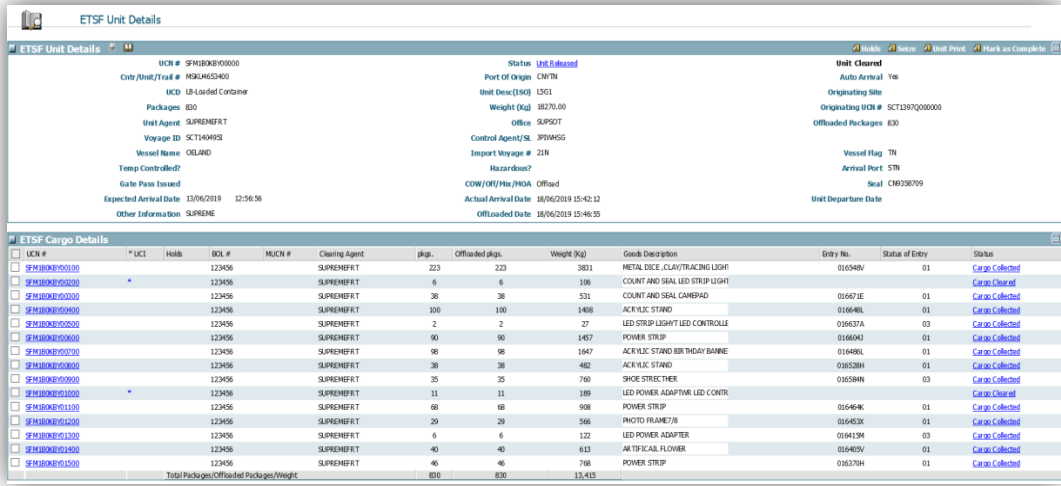 ETSF Unit Details
ETSF Unit Details Holds Seize Unit Print Mark as Complete
UCN # SFM1B0KBY00000 Status Unit Released Unit Cleared
Cntr/Unit/Trail # MSKU4653400 Port Of Origin CNYTN Auto Arrival Yes
UCD LB-Loaded Container Unit Desc(ISO) L5G1 Originating Site
Packages 830 Weight (Kg) 18270.00 Originating UCN # SCT1397Q000000
Unit Agent SUPREMEFRT Office SUPSOT Offloaded Packages 830
Voyage ID SCT140495I Control Agent/SL JPIWHSG
Vessel Name OELAND Import Voyage # 21N Vessel Flag TN
Temp Controlled? Hazardous? Arrival Port STN
Gate Pass Issued COW/Off/Mix/MOA Offload Seal CN9358709
Expected Arrival Date 13/06/2019 12:56:56 Actual Arrival Date 18/06/2019 15:42:12 Unit Departure Date
Other Information SUPREME OffLoaded Date 18/06/2019 15:46:55
ETSF Cargo Details
UCN # * UCI Holds BOL # MUCN # Clearing Agent pkgs. Offloaded pkgs. Weight (Kg) Goods Description Entry No. Status of Entry Status
SFM1B0KBY00100 123456 SUPREMEFRT 223 223 3831 METAL DICE ,CLAY/TRACING LIGHT 016548V 01 Cargo Collected
SFM1B0KBY00200 * 123456 SUPREMEFRT 6 6 106 COUNT AND SEAL LED STRIP LIGHT Cargo Cleared
SFM1B0KBY00300 123456 SUPREMEFRT 38 38 531 COUNT AND SEAL CAMEPAD 016671E 01 Cargo Collected
SFM1B0KBY00400 123456 SUPREMEFRT 100 100 1408 ACRYLIC STAND 016648L 01 Cargo Collected
SFM1B0KBY00500 123456 SUPREMEFRT 2 2 27 LED STRIP LIGHYT LED CONTROLLE 016637A 03 Cargo Collected
SFM1B0KBY00600 123456 SUPREMEFRT 90 90 1457 POWER STRIP 016604J 01 Cargo Collected
SFM1B0KBY00700 123456 SUPREMEFRT 98 98 1647 ACRYLIC STAND BIRTHDAY BANNE 016486L 01 Cargo Collected
SFM1B0KBY00800 123456 SUPREMEFRT 38 38 482 ACRYLIC STAND 016528H 01 Cargo Collected
SFM1B0KBY00900 123456 SUPREMEFRT 35 35 760 SHOE STRECTHER 016584N 03 Cargo Collected
SFM1B0KBY01000 * 123456 SUPREMEFRT 11 11 189 LED POWER ADAPTWR LED CONTR Cargo Cleared
SFM1B0KBY01100 123456 SUPREMEFRT 68 68 908 POWER STRIP 016464K 01 Cargo Collected
SFM1B0KBY01200 123456 SUPREMEFRT 29 29 566 PHOTO FRAME7/8 016453X 01 Cargo Collected
SFM1B0KBY01300 123456 SUPREMEFRT 6 6 122 LED POWER ADAPTER 016415M 03 Cargo Collected
SFM1B0KBY01400 123456 SUPREMEFRT 40 40 613 ARTIFICAIL FLOWER 016405V 01 Cargo Collected
SFM1B0KBY01500 123456 SUPREMEFRT 46 46 768 POWER STRIP 016370H 01 Cargo Collected
Total Packages/Offloaded Packages/Weight 830 830 13,415